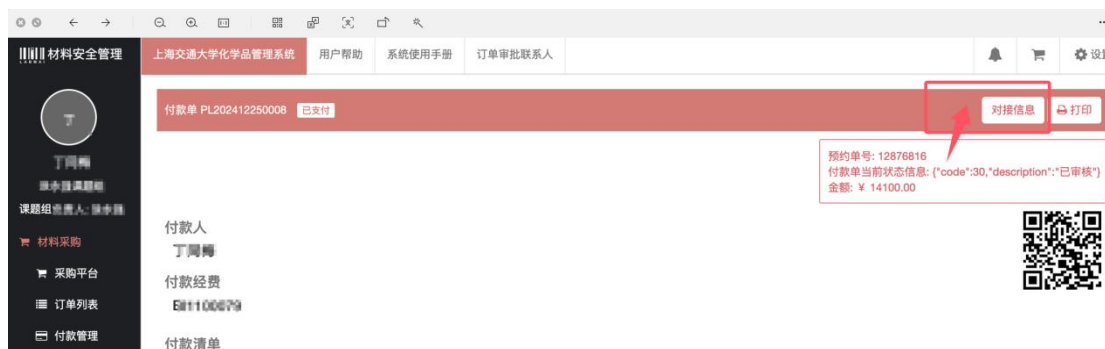 LABMAI 材料安全管理
上海交通大学化学品管理系统 用户帮助 系统使用手册 订单审批联系人
付款单 PL202412250008 已支付 对接信息 打印
预约单号: 12876816
付款单当前状态信息: {"code":30,"description":"已审核"}
金额: ¥ 14100.00
课题组
材料采购
采购平台
订单列表
付款管理
付款人
付款经费
付款清单